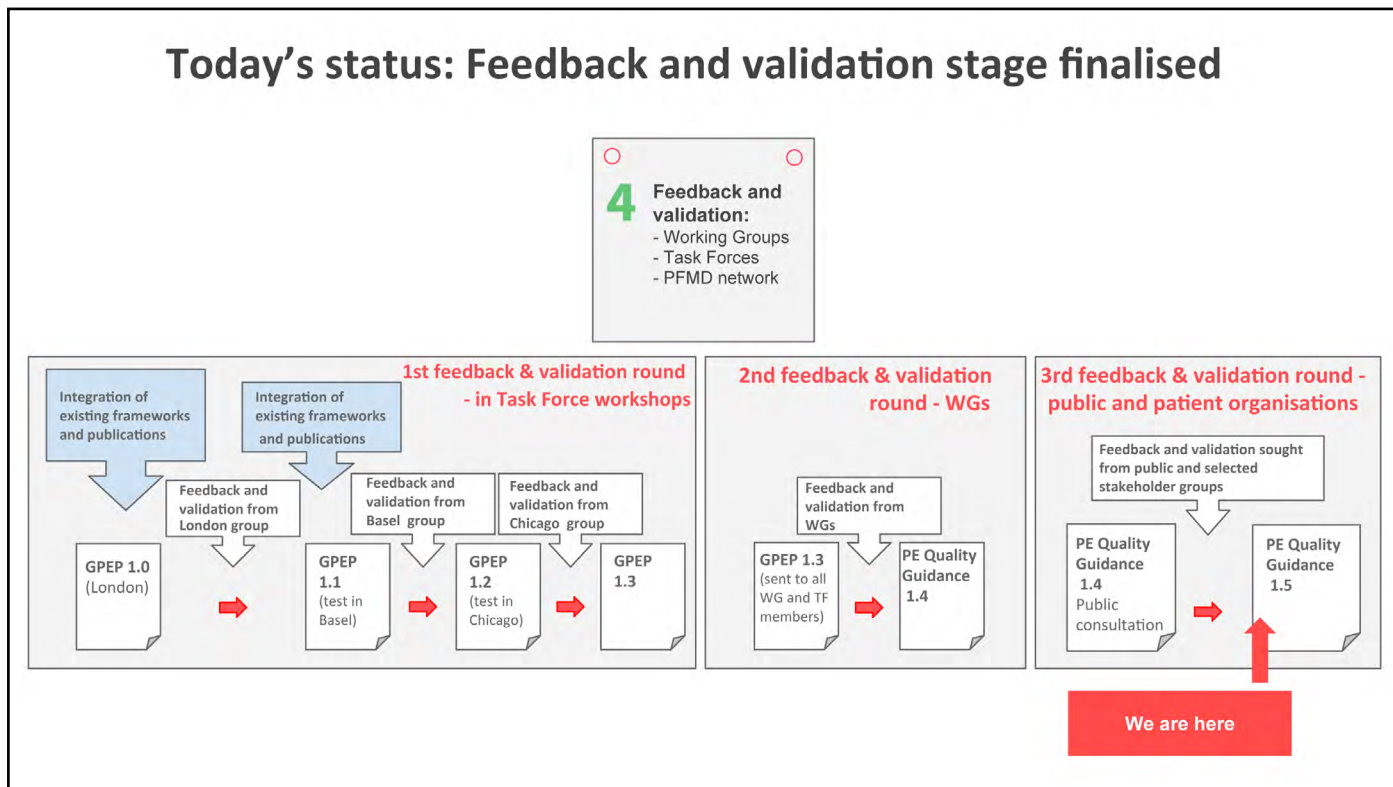 Today's status: Feedback and validation stage finalised
4
Feedback and
validation:
- Working Groups
- Task Forces
- PFMD network
1st feedback & validation round
- in Task Force workshops
Integration of
existing frameworks
and publications
Integration of
existing frameworks
and publications
Feedback and
validation from
London group
Feedback and
validation from
Basel group
Feedback and
validation from
Chicago group
GPEP 1.0
(London)
GPEP
1.1
(test in
Basel)
GPEP
1.2
(test in
Chicago)
GPEP
1.3
2nd feedback & validation
round - WGs
Feedback and
validation from
WGs
GPEP 1.3
(sent to all
WG and TF
members)
PE Quality
Guidance
1.4
3rd feedback & validation round -
public and patient organisations
Feedback and validation sought
from public and selected
stakeholder groups
PE Quality
Guidance
1.4
Public
consultation
PE Quality
Guidance
1.5
We are here